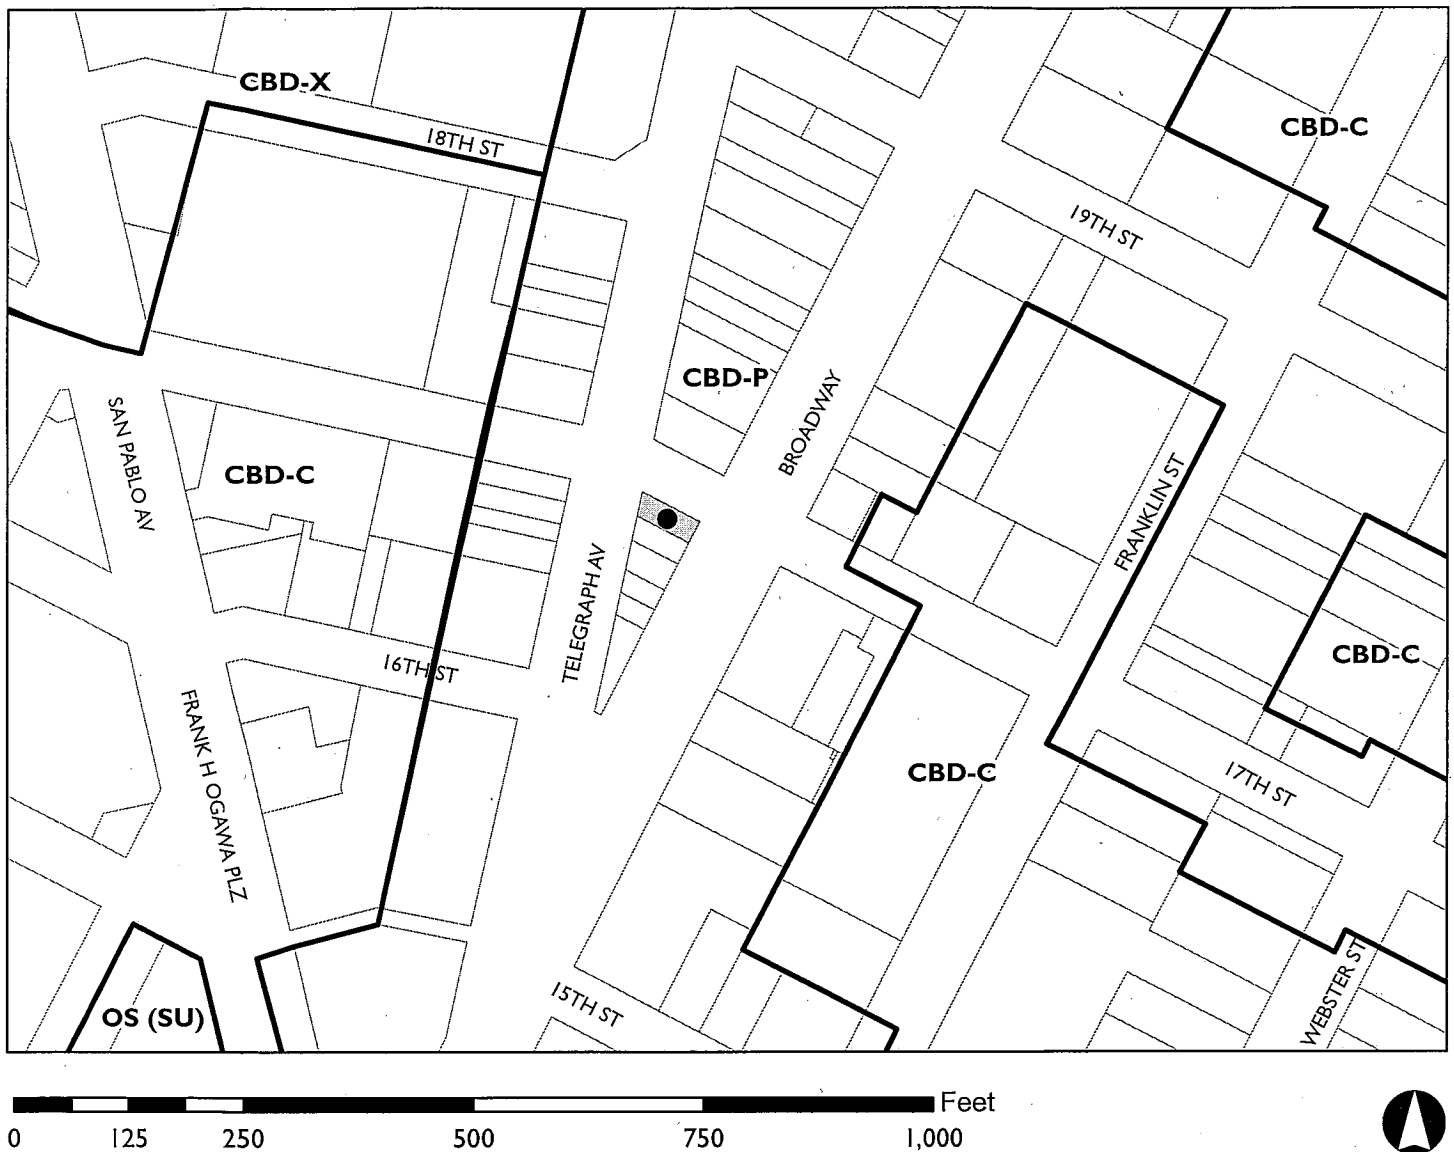 CBD-X
CBD-C
18TH ST
19TH ST
CBD-P
BROADWAY
SAN PABLO AV
CBD-C
FRANKLIN ST
TELEGRAPH AV
CBD-C
16TH ST
FRANK H OGAWA PLZ
CBD-C
17TH ST
WEBSTER ST
15TH ST
OS (SU)
Feet
0 125 250 500 750 1,000